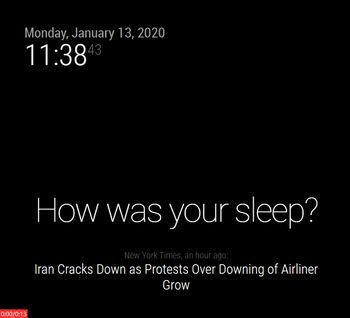 Monday, January 13, 2020
11:38 43
How was your sleep?
New York Times, an hour ago:
Iran Cracks Down as Protests Over Downing of Airliner
Grow
0:00/0:13